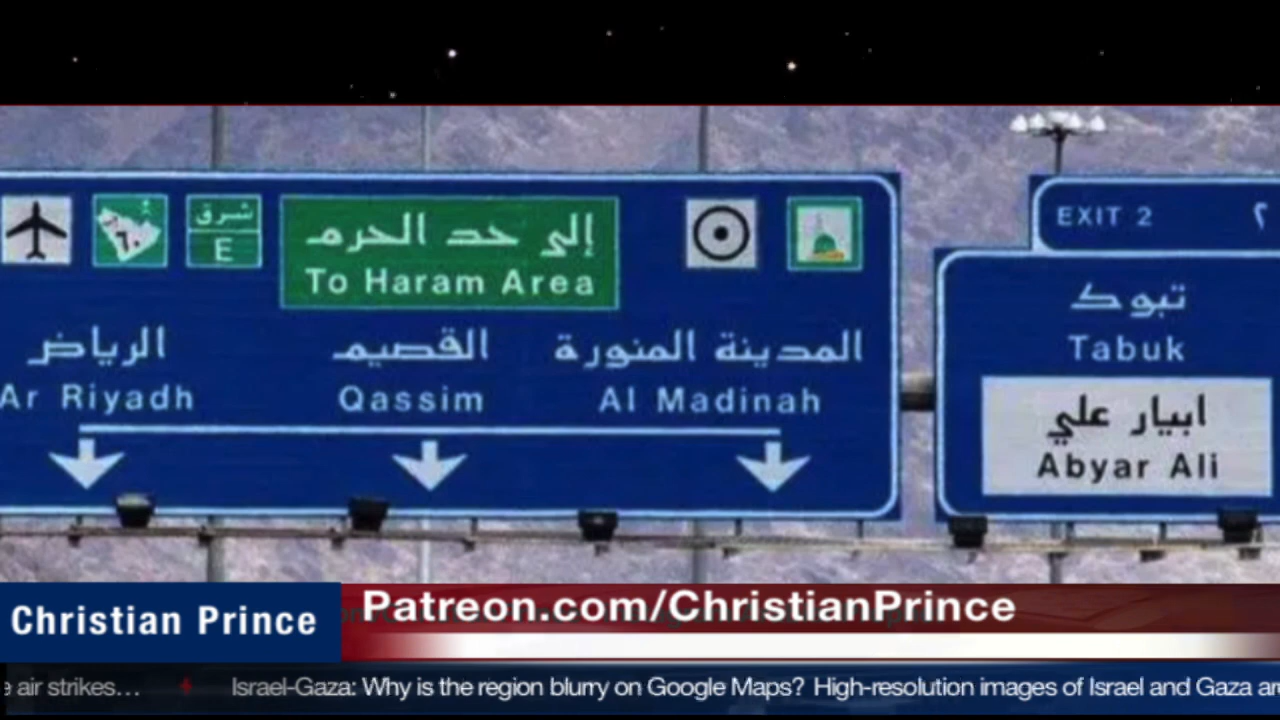 شرق
E
٦٠
إلى حد الحرم
To Haram Area
الرياض
Ar Riyadh
القصيم
Qassim
المدينة المنورة
Al Madinah
EXIT 2
٢
تبوك
Tabuk
ابيار علي
Abyar Ali
Christian Prince
Patreon.com/ChristianPrince
e air strikes...
Israel-Gaza: Why is the region blurry on Google Maps? High-resolution images of Israel and Gaza ar